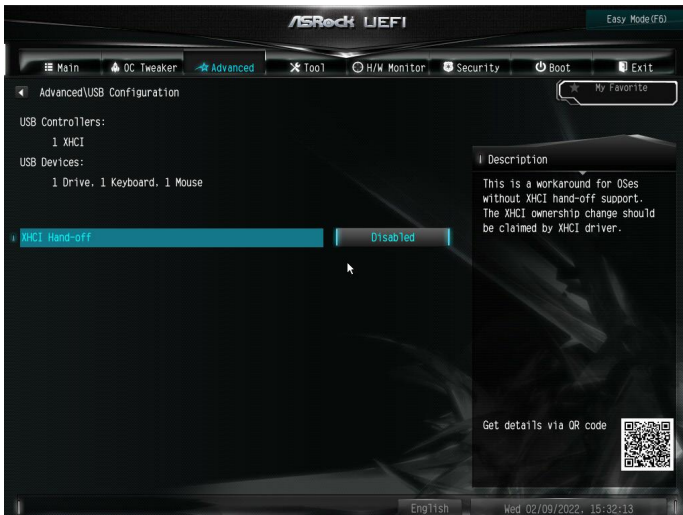 ASRock UEFI
Easy Mode(F6)
Main
OC Tweaker
Advanced
Tool
H/W Monitor
Security
Boot
Exit
Advanced\USB Configuration
My Favorite
USB Controllers:
1 XHCI
USB Devices:
1 Drive, 1 Keyboard, 1 Mouse
XHCI Hand-off
Disabled
Description
This is a workaround for OSes
without XHCI hand-off support.
The XHCI ownership change should
be claimed by XHCI driver.
Get details via QR code
English
Wed 02/09/2022, 15:32:13